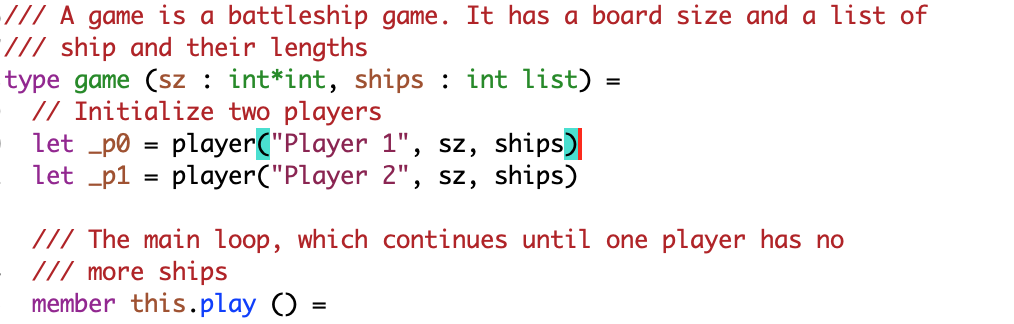 /// A game is a battleship game. It has a board size and a list of
/// ship and their lengths
type game (sz : int*int, ships : int list) =
// Initialize two players
let _p0 = player("Player 1", sz, ships)
let _p1 = player("Player 2", sz, ships)
/// The main loop, which continues until one player has no
/// more ships
member this.play () =